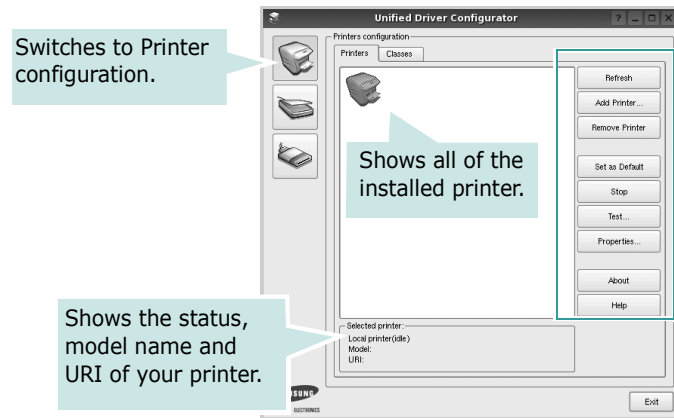 Unified Driver Configurator
Switches to Printer
configuration.
Printers configuration
Printers
Classes
Refresh
Add Printer...
Remove Printer
Shows all of the
installed printer.
Set as Default
Stop
Test...
Properties...
About
Help
Shows the status,
model name and
URI of your printer.
Selected printer:
Local printer(idle)
Model:
URI:
SUNG
ELECTRONICS
Exit